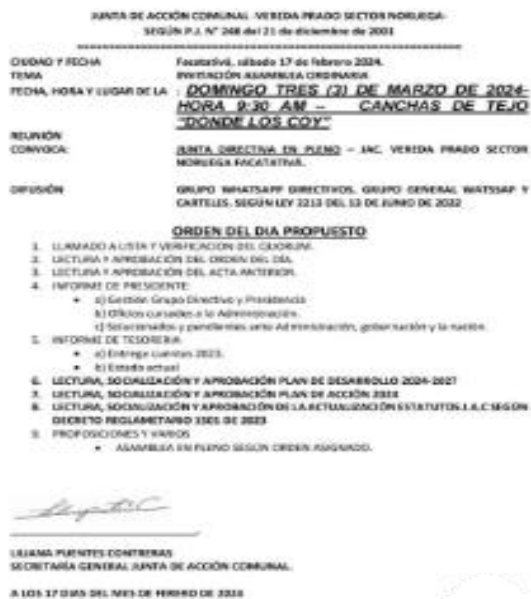 JUNTA DE ACCIÓN COMUNAL -VEREDA PRADO SECTOR NORUEGA-
SEGÚN P.J. N° 248 del 21 de diciembre de 2001
CIUDAD Y FECHA Facatativá, sábado 17 de febrero 2024.
TEMA INVITACIÓN ASAMBLEA ORDINARIA
FECHA, HORA Y LUGAR DE LA : DOMINGO TRES (3) DE MARZO DE 2024-
HORA 9:30 AM – CANCHAS DE TEJO
"DONDE LOS COY"
REUNIÓN
CONVOCA: JUNTA DIRECTIVA EN PLENO – JAC. VEREDA PRADO SECTOR
NORUEGA FACATATIVÁ.
DIFUSIÓN GRUPO WHATSAPP DIRECTIVOS, GRUPO GENERAL WATSSAP Y
CARTELES. SEGÚN LEY 2213 DEL 13 DE JUNIO DE 2022
ORDEN DEL DIA PROPUESTO
1. LLAMADO A LISTA Y VERIFICACIÓN DEL QUORUM.
2. LECTURA Y APROBACIÓN DEL ORDEN DEL DÍA.
3. LECTURA Y APROBACIÓN DEL ACTA ANTERIOR.
4. INFORME DE PRESIDENTE
• a) Gestión Grupo Directivo y Presidencia
b) Oficios cursados a la Administración.
c) Solucionados y pendientes ante Administración, gobernación y la nación.
5. INFORME DE TESORERIA
• a) Entrega cuentas 2023.
• b) Estado actual
6. LECTURA, SOCIALIZACIÓN Y APROBACIÓN PLAN DE DESARROLLO 2024-2027
7. LECTURA, SOCIALIZACIÓN Y APROBACIÓN PLAN DE ACCIÓN 2024
8. LECTURA, SOCIALIZACIÓN Y APROBACIÓN DE LA ACTUALIZACIÓN ESTATUTOS J.A.C SEGÚN
DECRETO REGLAMETARIO 1501 DE 2023
9. PROPOSICIONES Y VARIOS
• ASAMBLEA EN PLENO SEGÚN ORDEN ASIGNADO.
LILIANA PUENTES CONTRERAS
SECRETARÍA GENERAL JUNTA DE ACCIÓN COMUNAL.
A LOS 17 DIAS DEL MES DE FEBRERO DE 2024